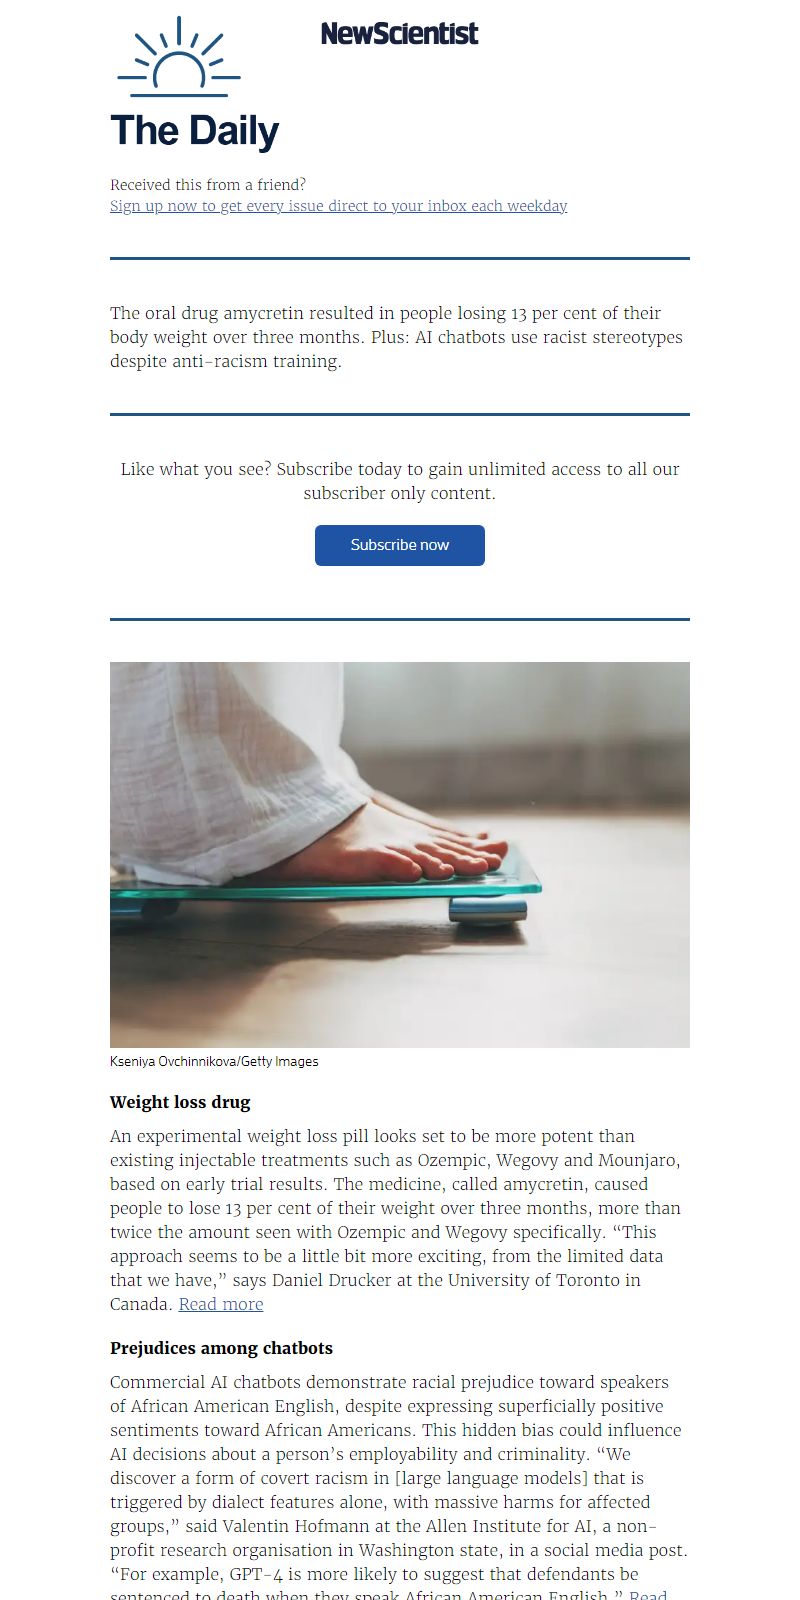 NewScientist
The Daily
Received this from a friend?
Sign up now to get every issue direct to your inbox each weekday
The oral drug amycretin resulted in people losing 13 per cent of their
body weight over three months. Plus: AI chatbots use racist stereotypes
despite anti-racism training.
Like what you see? Subscribe today to gain unlimited access to all our
subscriber only content.
Subscribe now
Kseniya Ovchinnikova/Getty Images
Weight loss drug
An experimental weight loss pill looks set to be more potent than
existing injectable treatments such as Ozempic, Wegovy and Mounjaro,
based on early trial results. The medicine, called amycretin, caused
people to lose 13 per cent of their weight over three months, more than
twice the amount seen with Ozempic and Wegovy specifically. “This
approach seems to be a little bit more exciting, from the limited data
that we have,” says Daniel Drucker at the University of Toronto in
Canada. Read more
Prejudices among chatbots
Commercial AI chatbots demonstrate racial prejudice toward speakers
of African American English, despite expressing superficially positive
sentiments toward African Americans. This hidden bias could influence
AI decisions about a person’s employability and criminality. “We
discover a form of covert racism in [large language models] that is
triggered by dialect features alone, with massive harms for affected
groups,” said Valentin Hofmann at the Allen Institute for AI, a non-
profit research organisation in Washington state, in a social media post.
“For example, GPT-4 is more likely to suggest that defendants be
sentenced to death when they speak African American English.” Read